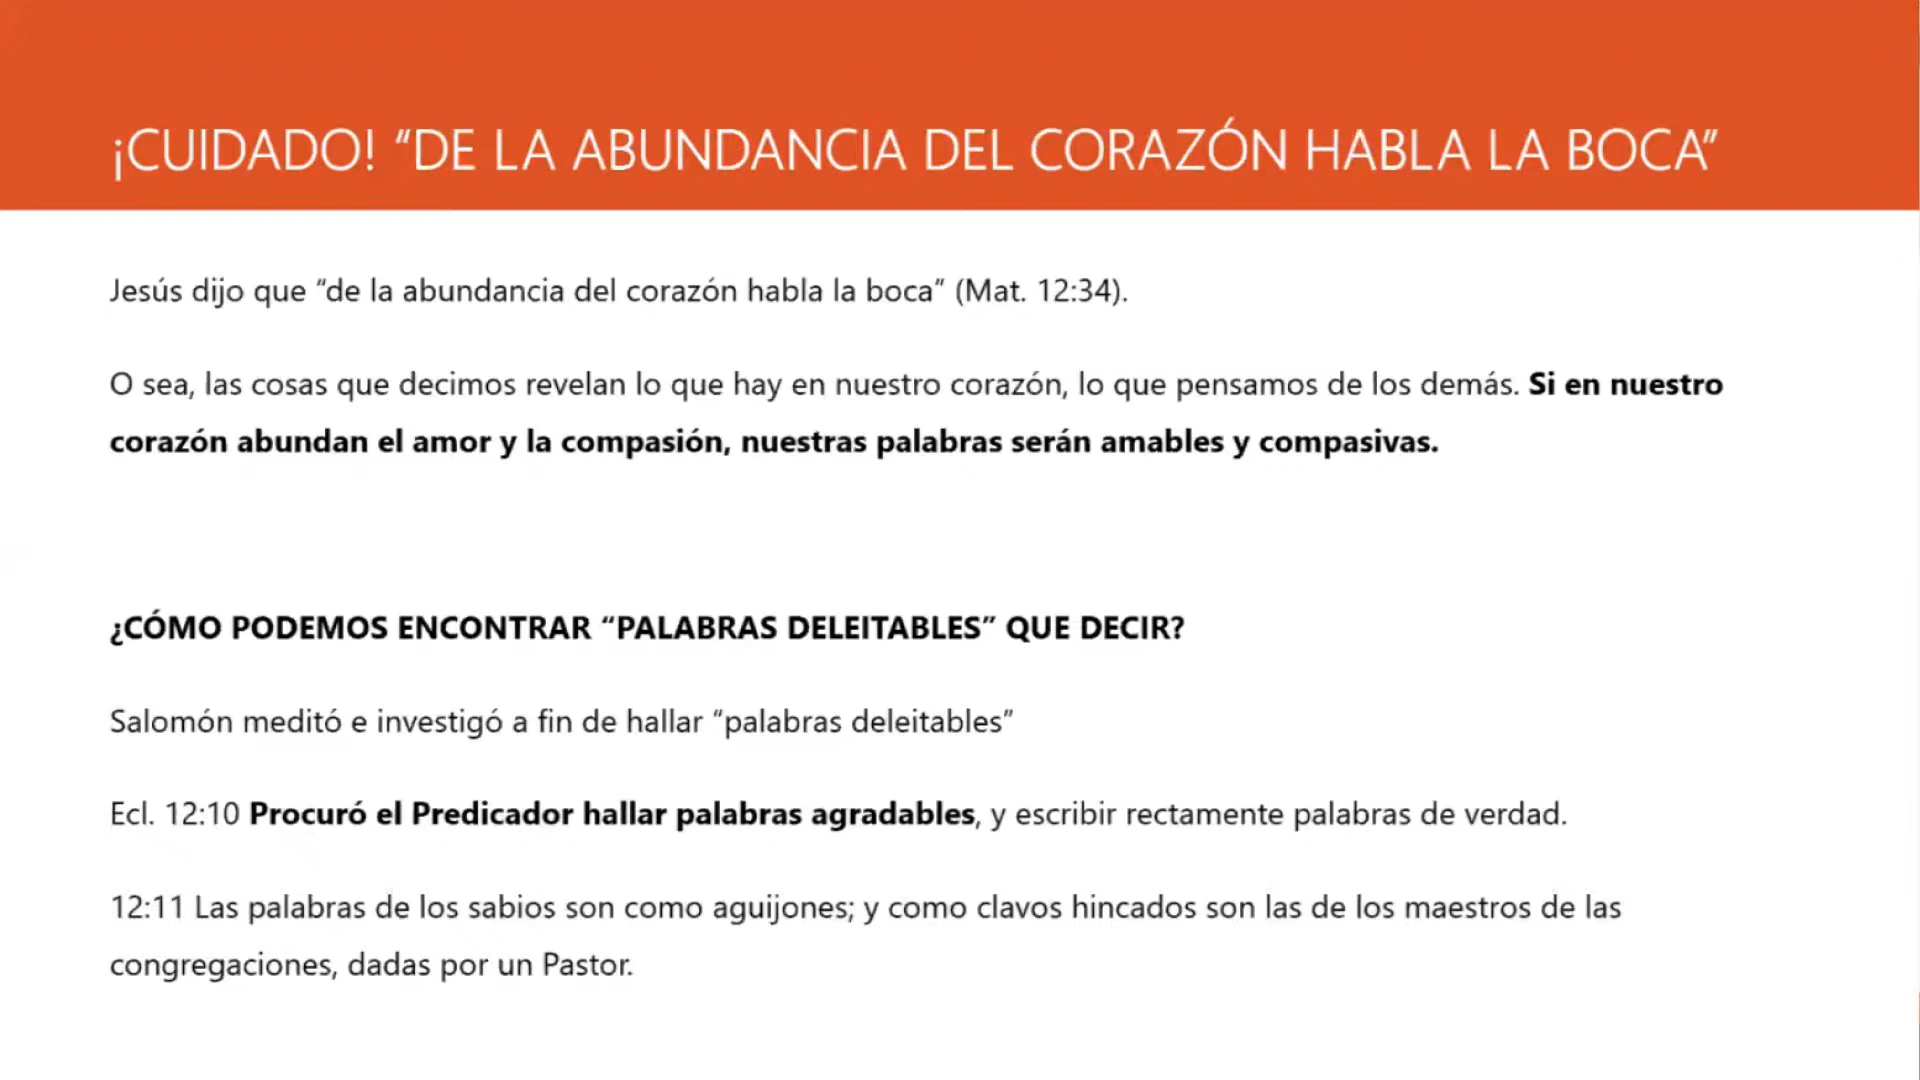 ¡CUIDADO! “DE LA ABUNDANCIA DEL CORAZÓN HABLA LA BOCA”
Jesús dijo que “de la abundancia del corazón habla la boca” (Mat. 12:34).
O sea, las cosas que decimos revelan lo que hay en nuestro corazón, lo que pensamos de los demás. Si en nuestro
corazón abundan el amor y la compasión, nuestras palabras serán amables y compasivas.
¿CÓMO PODEMOS ENCONTRAR “PALABRAS DELEITABLES” QUE DECIR?
Salomón meditó e investigó a fin de hallar “palabras deleitables”
Ecl. 12:10 Procuró el Predicador hallar palabras agradables, y escribir rectamente palabras de verdad.
12:11 Las palabras de los sabios son como aguijones; y como clavos hincados son las de los maestros de las
congregaciones, dadas por un Pastor.